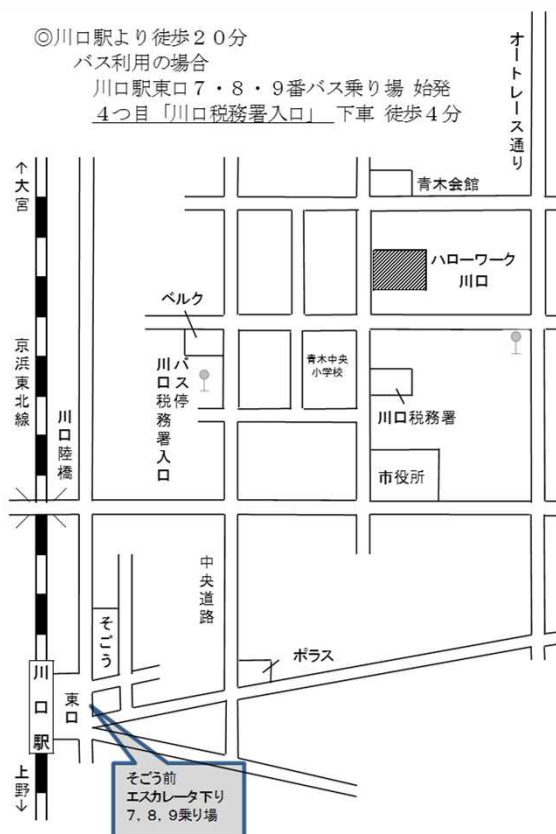 ◎川口駅より徒歩２０分
バス利用の場合
川口駅東口７・８・９番バス乗り場 始発
４つ目「川口税務署入口」 下車 徒歩４分
オートレース通り
↑大宮
青木会館
ハローワーク
川口
ベルク
京浜東北線
川口陸橋
バス停
川口税務署入口
青木中央
小学校
川口税務署
市役所
中央道路
そごう
ポラス
川口駅
東口
上野↓
そごう前
エスカレータ下り
7, 8, 9乗り場